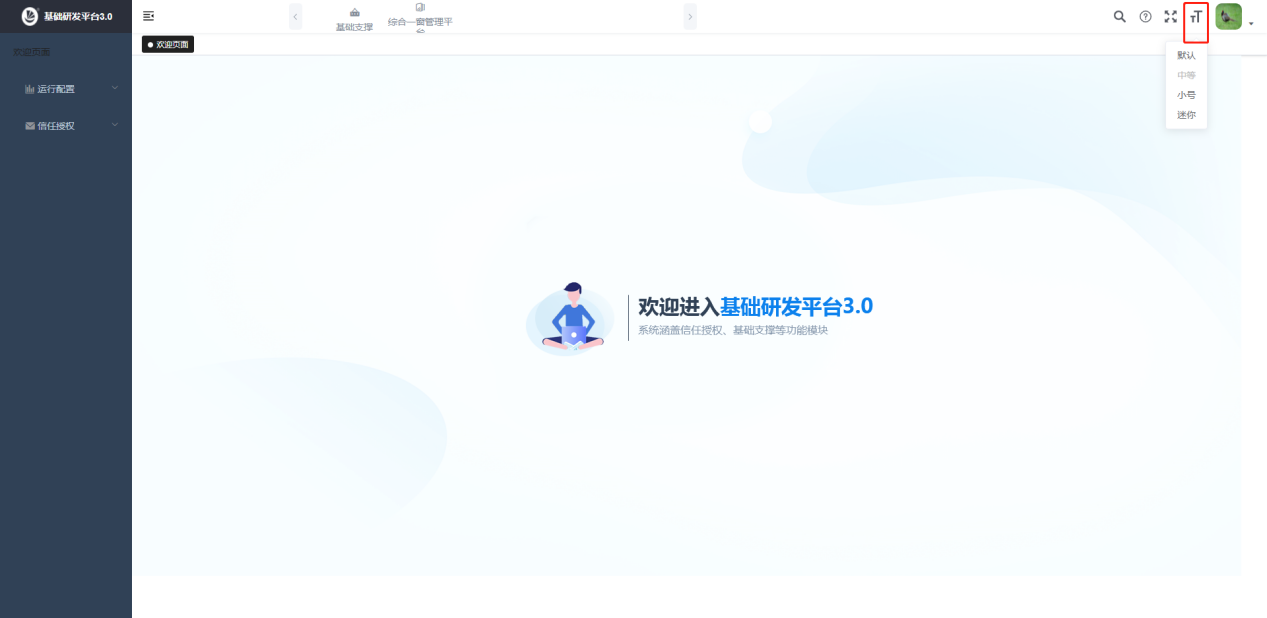 基础研发平台3.0
基础支撑
综合一窗管理平
台
欢迎页面
欢迎页面
运行配置
信任授权
默认
中等
小号
迷你
欢迎进入基础研发平台3.0
系统涵盖信任授权、基础支撑等功能模块